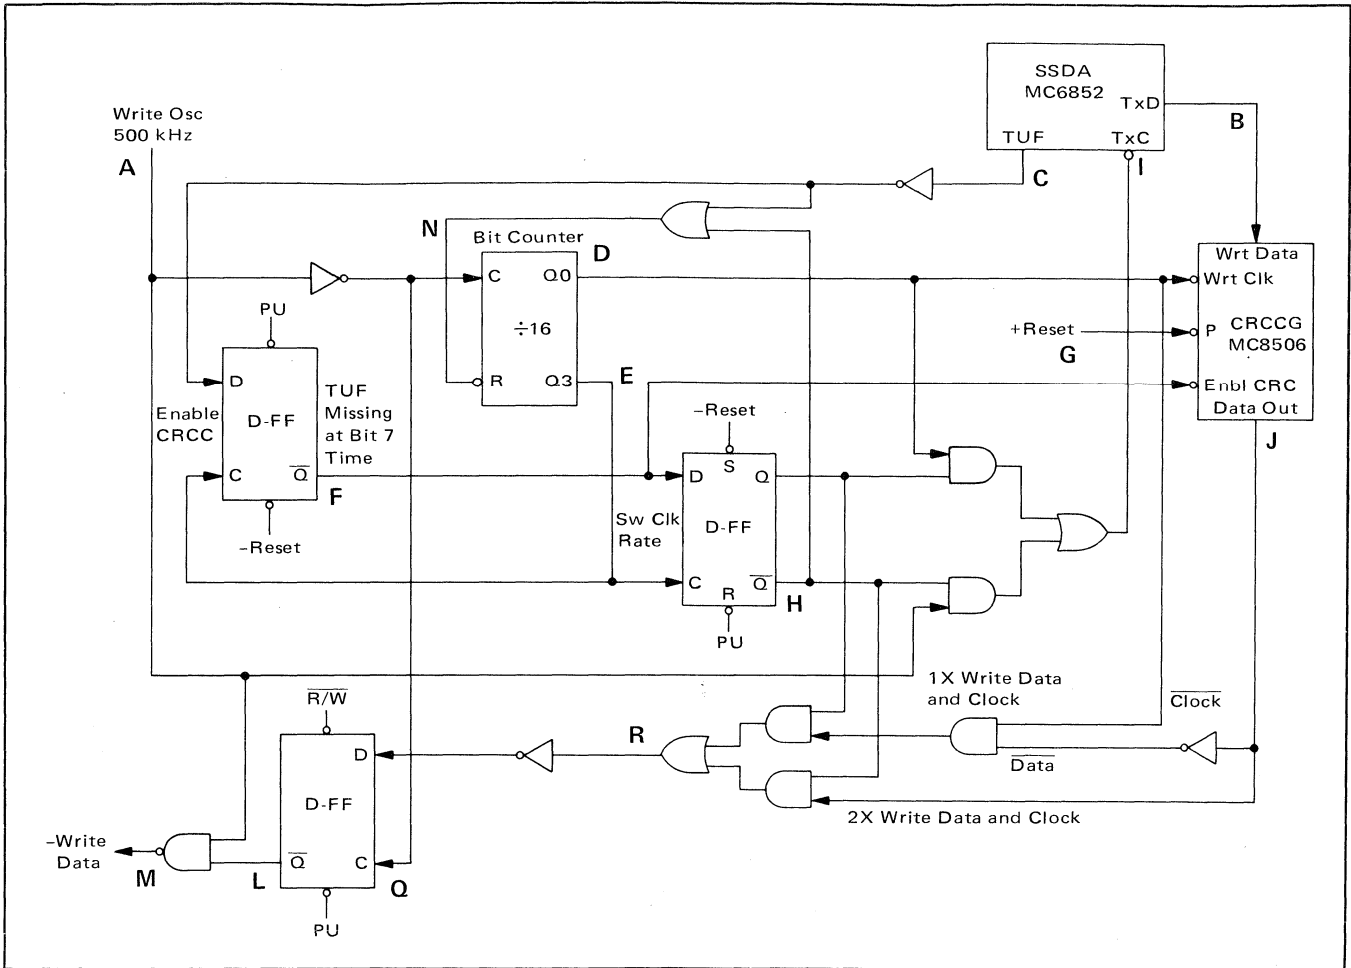 SSDA
MC6852
TxD
TUF
TxC
B
C
I
Write Osc
500 kHz
A
N
Bit Counter
D
C
Q0
÷16
R
Q3
E
Wrt Data
Wrt Clk
+Reset
G
P
CRCCG
MC8506
Enbl CRC
Data Out
J
PU
D
Enable
CRCC
D-FF
TUF
Missing
at Bit 7
Time
C
Q
F
–Reset
–Reset
S
D
Q
Sw Clk
Rate
D-FF
C
R
Q
H
PU
1X Write Data
and Clock
Clock
Data
2X Write Data and Clock
R/W
R
D
D-FF
–Write
Data
M
L
Q
C
Q
PU